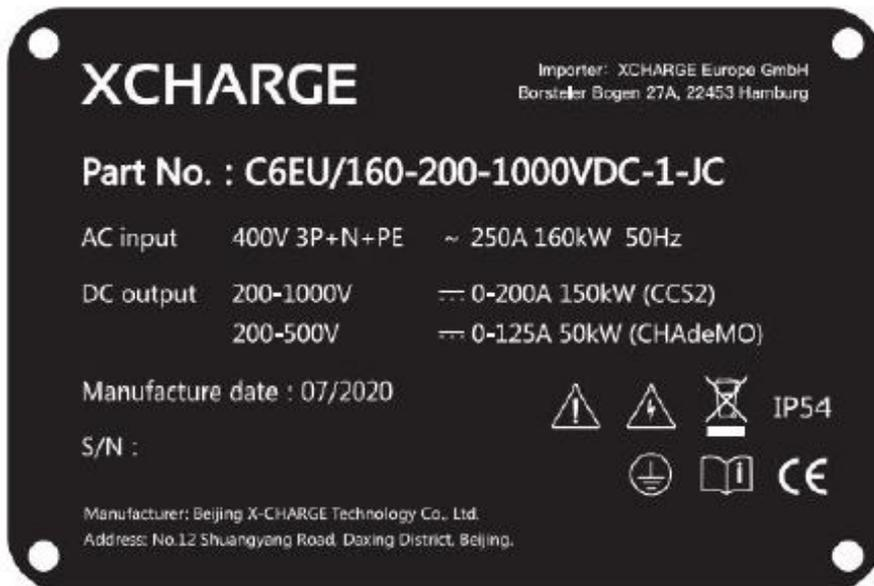 XCHARGE
Importer: XCHARGE Europe GmbH
Borsteler Bogen 27A, 22453 Hamburg
Part No. : C6EU/160-200-1000VDC-1-JC
AC input 400V 3P+N+PE ~ 250A 160kW 50Hz
DC output 200-1000V ⎓ 0-200A 150kW (CCS2)
200-500V ⎓ 0-125A 50kW (CHAdeMO)
Manufacture date : 07/2020
IP54
S/N :
CE
Manufacturer: Beijing X-CHARGE Technology Co., Ltd.
Address: No.12 Shuangyang Road, Daxing District, Beijing.